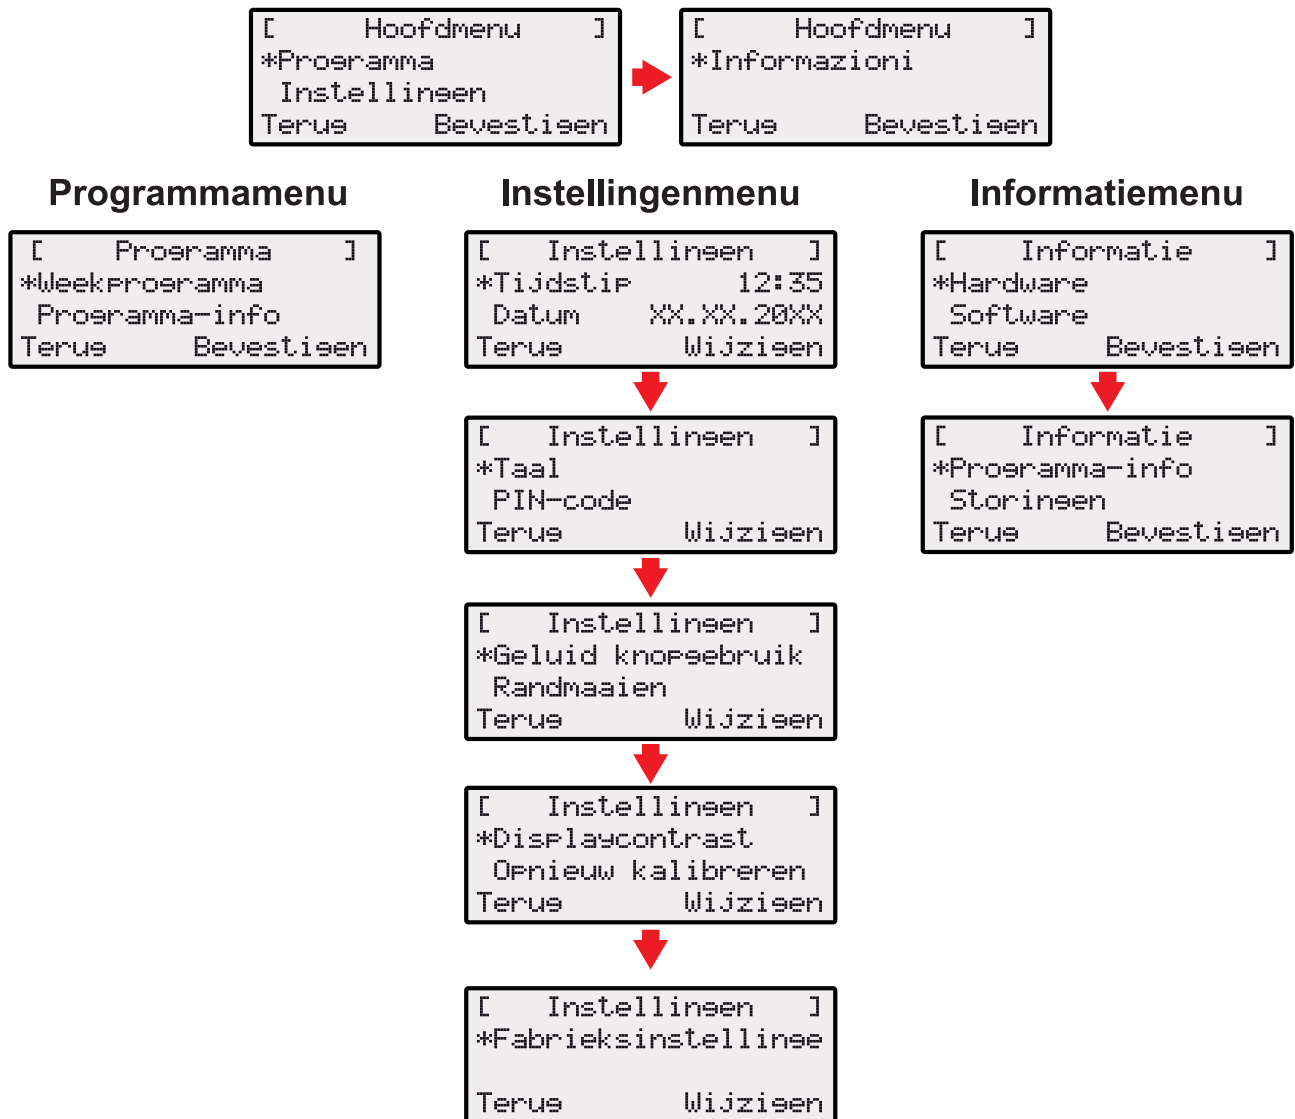 [ Hoofdmenu ]
*Programma
Instellingen
Terug Bevestigen
[ Hoofdmenu ]
*Informazioni
Terug Bevestigen
Programmamenu
[ Programma ]
*Weekprogramma
Programma-info
Terug Bevestigen
Instellingenmenu
[ Instellingen ]
*Tijdstip 12:35
Datum XX.XX.20XX
Terug Wijzigen
[ Instellingen ]
*Taal
PIN-code
Terug Wijzigen
[ Instellingen ]
*Geluid knopgebruik
Randmaaien
Terug Wijzigen
[ Instellingen ]
*Displaycontrast
Opnieuw kalibreren
Terug Wijzigen
[ Instellingen ]
*Fabrieksinstellinge
Terug Wijzigen
Informatiemenu
[ Informatie ]
*Hardware
Software
Terug Bevestigen
[ Informatie ]
*Programma-info
Storingen
Terug Bevestigen